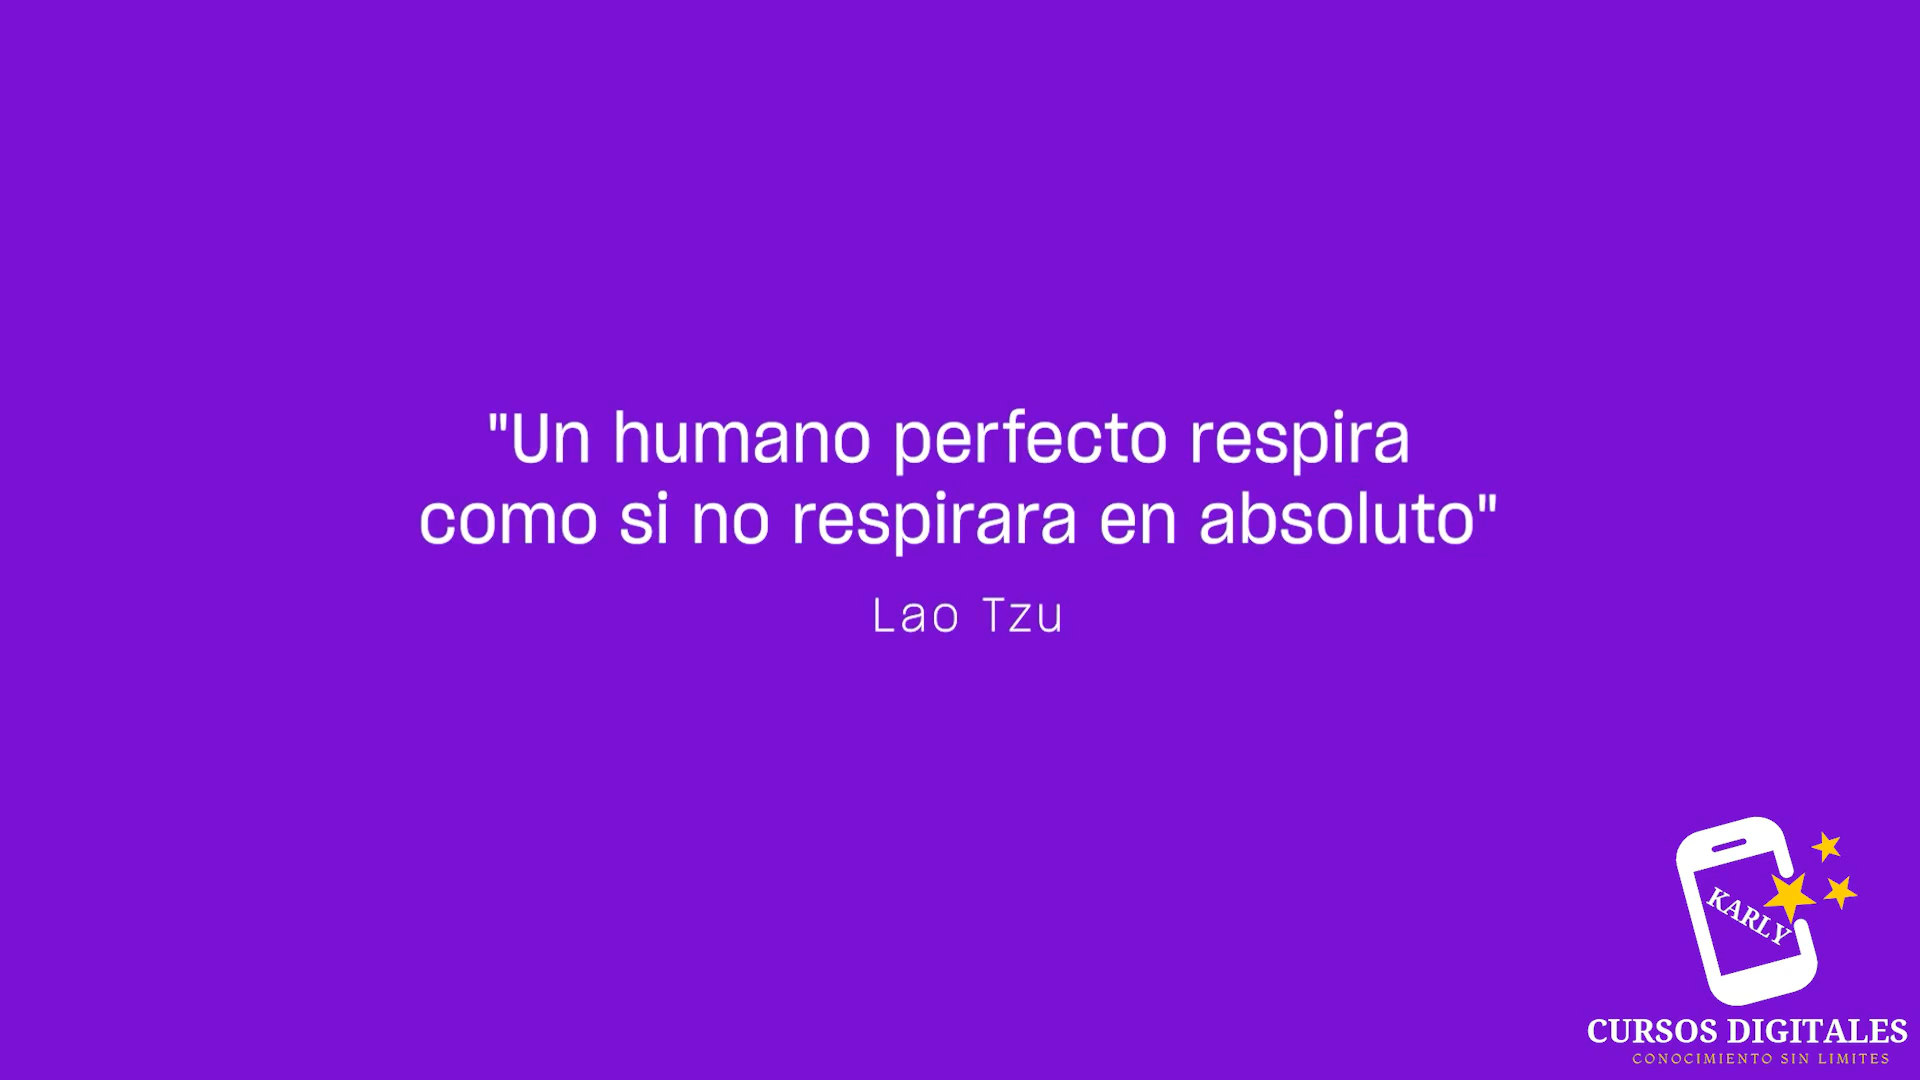 "Un humano perfecto respira
como si no respirara en absoluto"
Lao Tzu
KARLY
CURSOS DIGITALES
CONOCIMIENTO SIN LIMITES